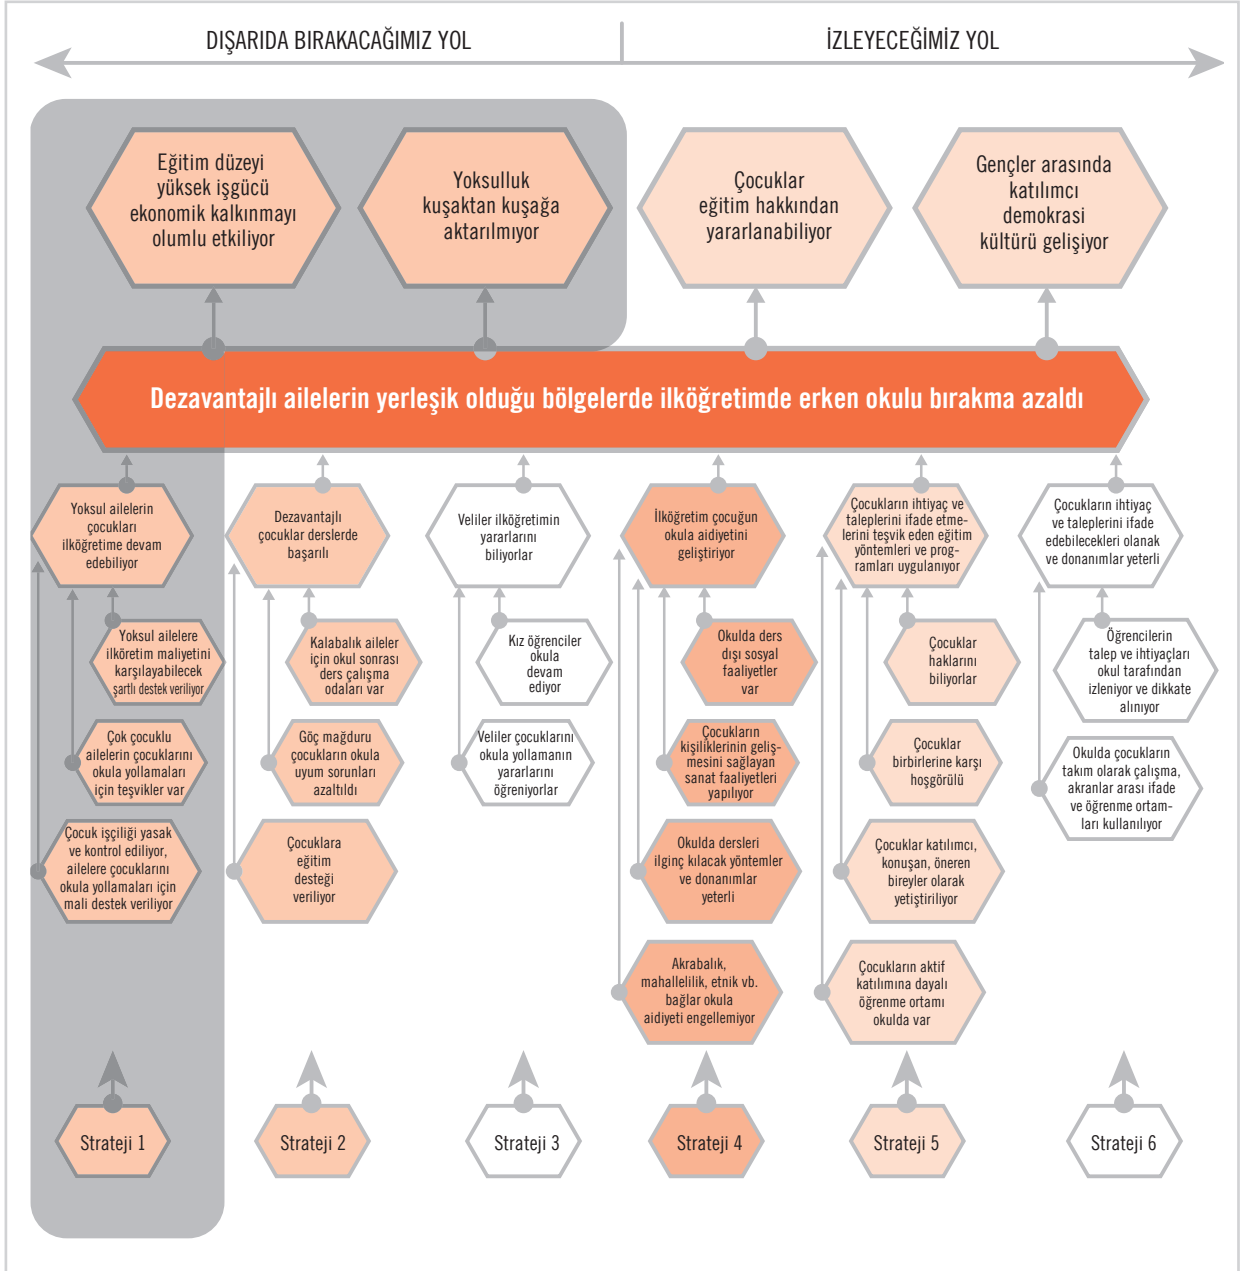 DIŞARIDA BIRAKACAĞIMIZ YOL
İZLEYECEĞİMİZ YOL
Eğitim düzeyi
yüksek işgücü
ekonomik kalkınmayı
olumlu etkiliyor
Yoksulluk
kuşaktan kuşağa
aktarılmıyor
Çocuklar
eğitim hakkından
yararlanabiliyor
Gençler arasında
katılımcı
demokrasi
kültürü gelişiyor
Dezavantajlı ailelerin yerleşik olduğu bölgelerde ilköğretimde erken okulu bırakma azaldı
Yoksul ailelerin
çocukları
ilköğretime devam
edebiliyor
Yoksul ailelere
ilköretim maliyetini
karşılayabilecek
şartlı destek veriliyor
Çok çocuklu
ailelerin çocuklarını
okula yollamaları
için teşvikler var
Çocuk işçiliği yasak
ve kontrol ediliyor,
ailelere çocuklarını
okula yollamaları için
mali destek veriliyor
Strateji 1
Dezavantajlı
çocuklar derslerde
başarılı
Kalabalık aileler
için okul sonrası
ders çalışma
odaları var
Göç mağduru
çocukların okula
uyum sorunları
azaltıldı
Çocuklara
eğitim
desteği
veriliyor
Strateji 2
Veliler ilköğretimin
yararlarını
biliyorlar
Kız öğrenciler
okula
devam
ediyor
Veliler çocuklarını
okula yollamanın
yararlarını
öğreniyorlar
Strateji 3
İlköğretim çocuğun
okula aidiyetini
geliştiriyor
Okulda ders
dışı sosyal
faaliyetler
var
Çocukların
kişiliklerinin geliş-
mesini sağlayan
sanat faaliyetleri
yapılıyor
Okulda dersleri
ilginç kılacak yöntemler
ve donanımlar
yeterli
Akrabalık,
mahallelilik, etnik vb.
bağlar okula
aidiyeti engellemiyor
Strateji 4
Çocukların ihtiyaç ve
taleplerini ifade etme-
lerini teşvik eden eğitim
yöntemleri ve prog-
ramları uygulanıyor
Çocuklar
haklarını
biliyorlar
Çocuklar
birbirlerine karşı
hoşgörülü
Çocuklar katılımcı,
konuşan, öneren
bireyler olarak
yetiştiriliyor
Çocukların aktif
katılımına dayalı
öğrenme ortamı
okulda var
Strateji 5
Çocukların ihtiyaç
ve taleplerini ifade
edebilecekleri olanak
ve donanımlar yeterli
Öğrencilerin
talep ve ihtiyaçları
okul tarafından
izleniyor ve dikkate
alınıyor
Okulda çocukların
takım olarak çalışma,
akranlar arası ifade
ve öğrenme ortam-
ları kullanılıyor
Strateji 6